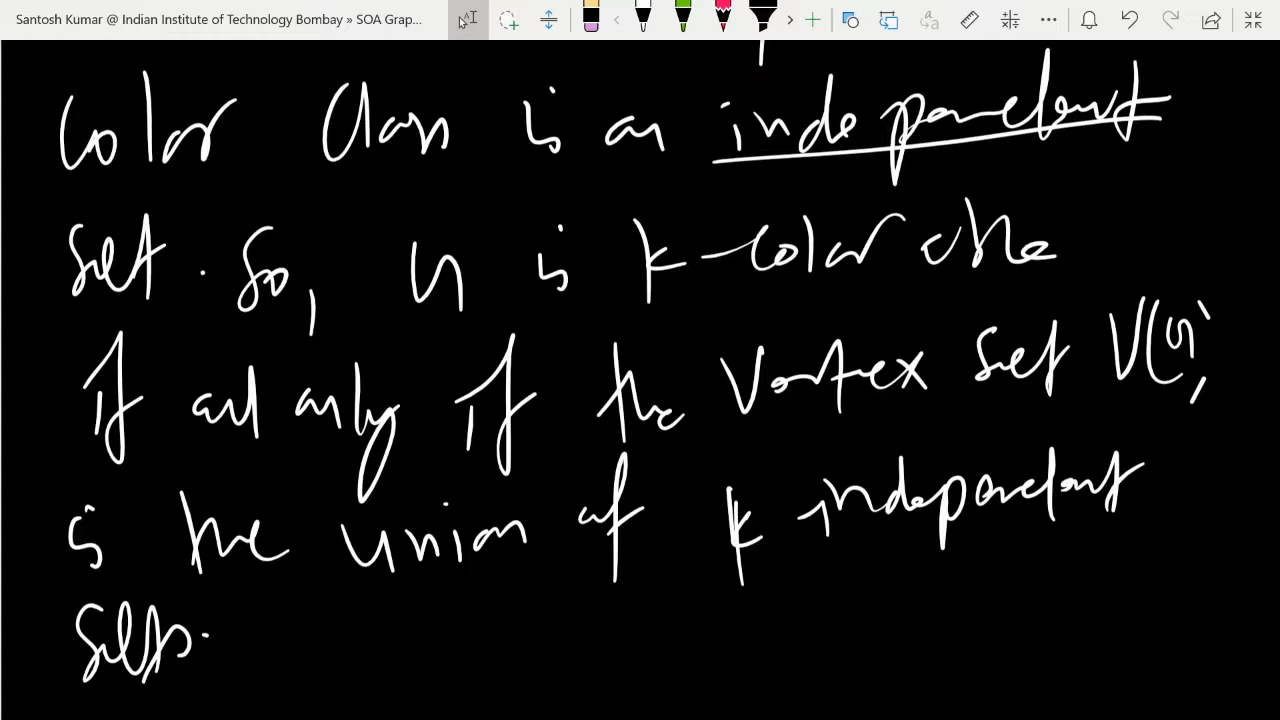 Santosh Kumar @ Indian Institute of Technology Bombay » SOA Grap...
color class is an independent
set. So, G is k-colorable
If and only if the vertex set V(G)
is the union of k independent
sets.